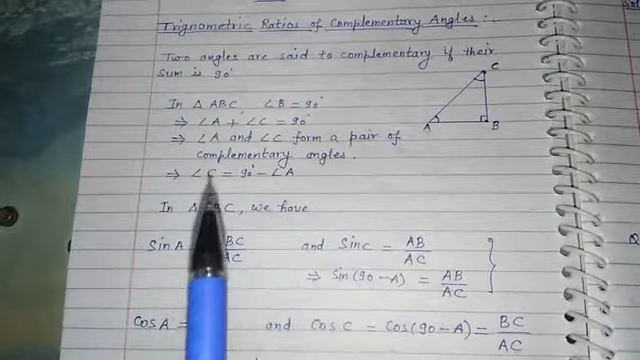 Trignometric Ratios of Complementary Angles :-
Two angles are said to complementary if their
sum is 90°
In △ ABC ∠B = 90°
⇒ ∠A + ∠C = 90°
⇒ ∠A and ∠C form a pair of
complementary angles.
⇒ ∠C = 90° - ∠A
C
A
B
In △ BC, we have
Sin A BC/AC and Sin C = AB/AC
⇒ Sin (90 - A) = AB/AC
Cos A = and Cos C = Cos (90 - A) = BC/AC